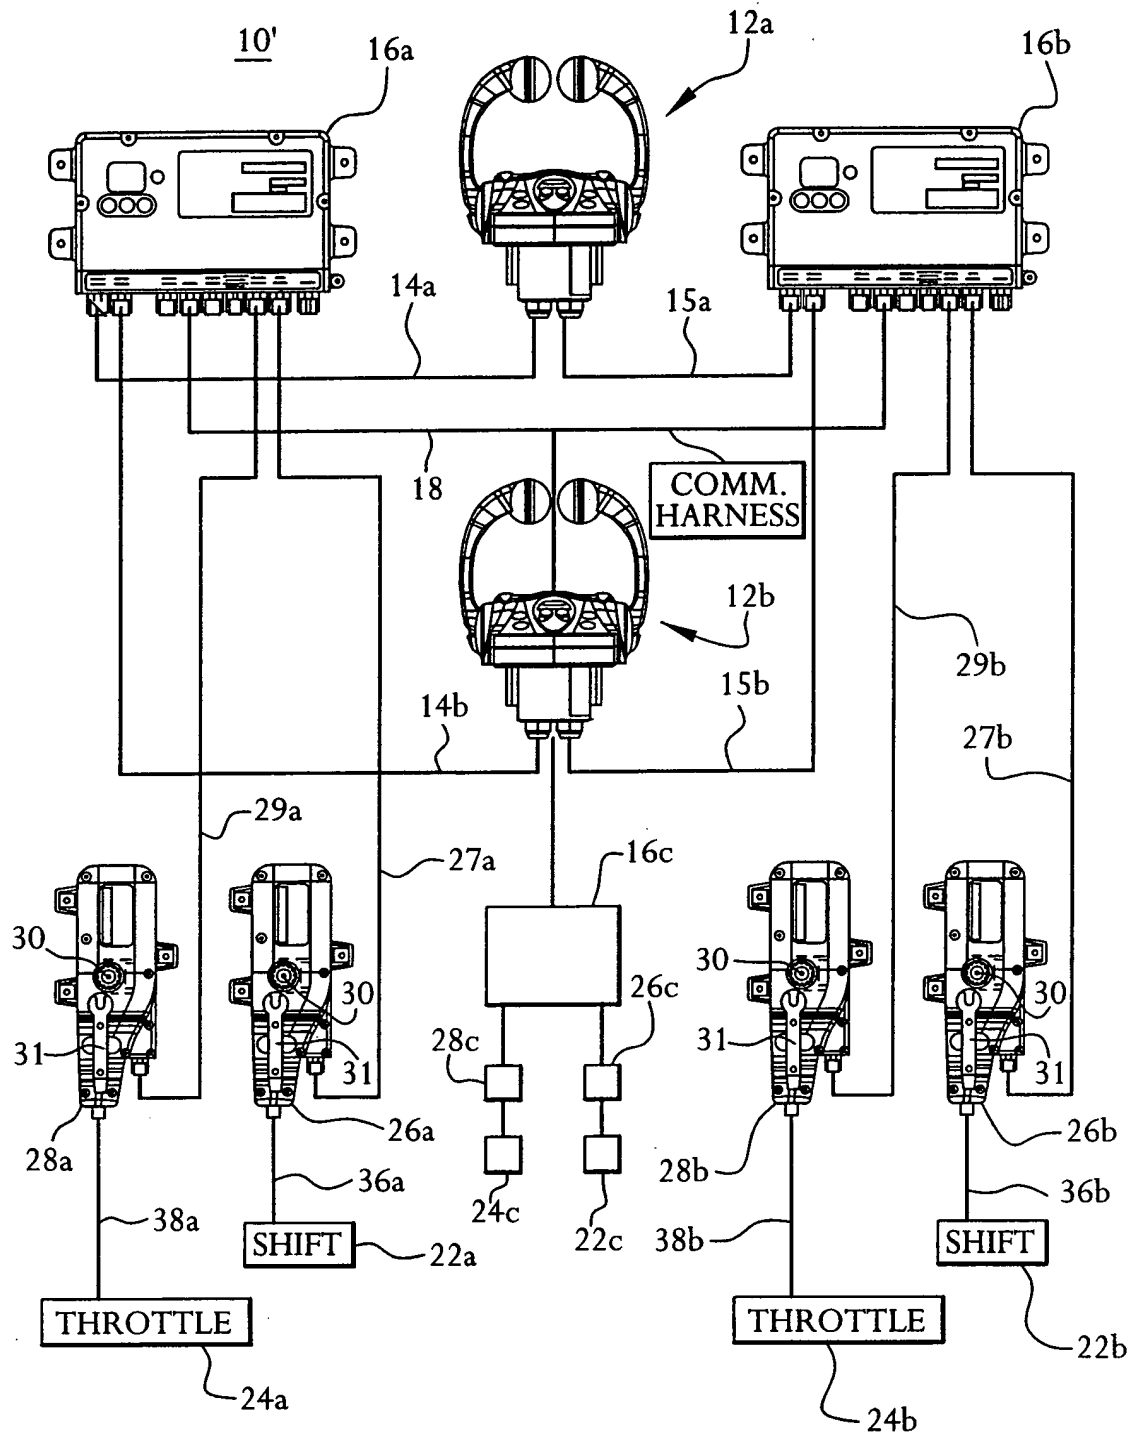 12a
10'
16a
16b
14a
15a
18
COMM.
HARNESS
12b
29b
15b
14b
27b
29a
27a
16c
30
30
30
30
26c
28c
31
31
31
31
28a
26a
28b
26b
36a
24c
36b
38a
22c
38b
SHIFT
22a
SHIFT
THROTTLE
THROTTLE
22b
24a
24b